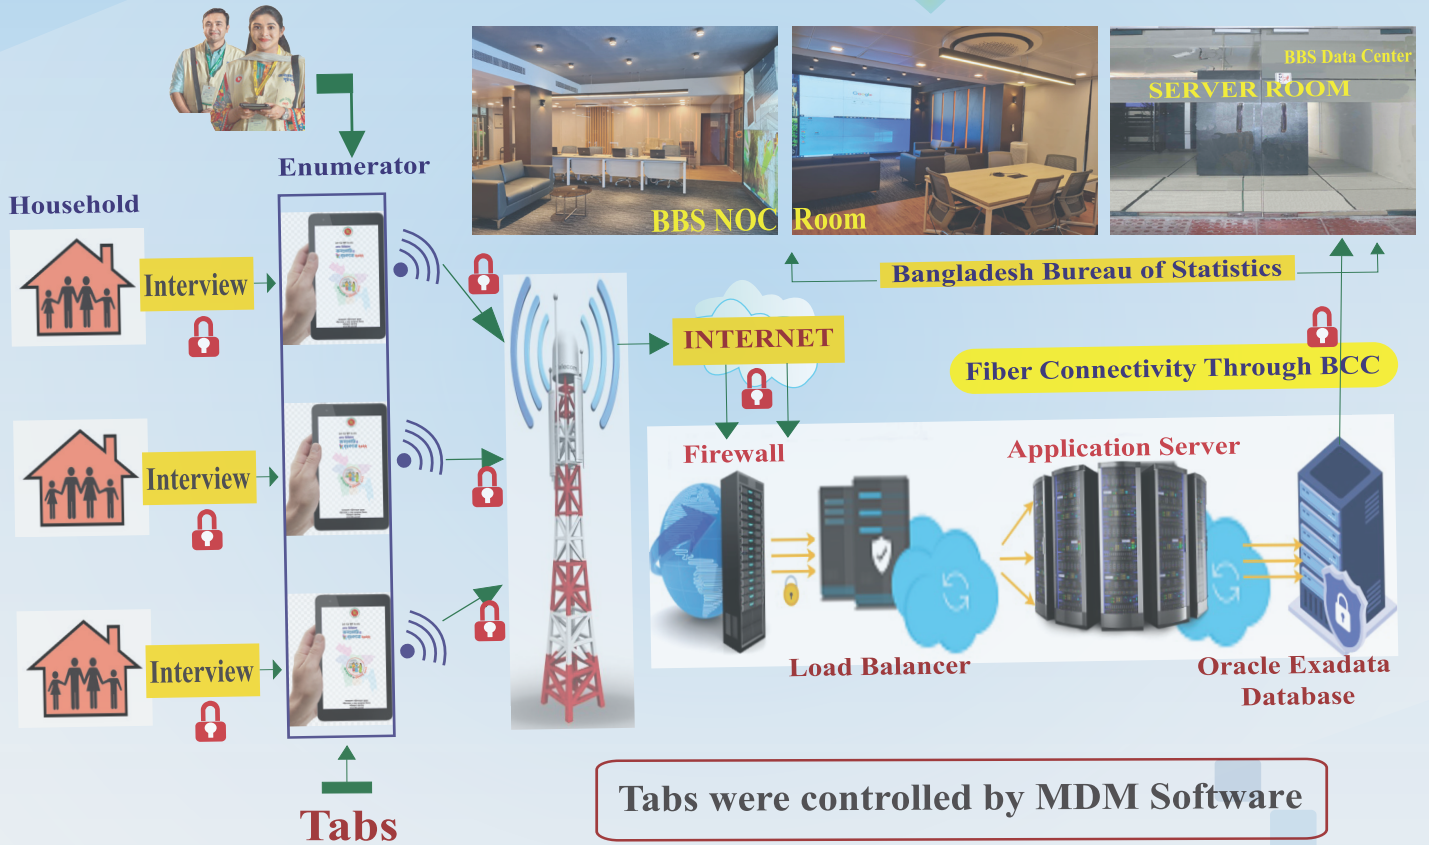 Enumerator
Household
Interview
Interview
Interview
Tabs
BBS NOC Room
BBS Data Center
SERVER ROOM
Google
Bangladesh Bureau of Statistics
INTERNET
Fiber Connectivity Through BCC
Firewall
Application Server
Load Balancer
Oracle Exadata
Database
Tabs were controlled by MDM Software